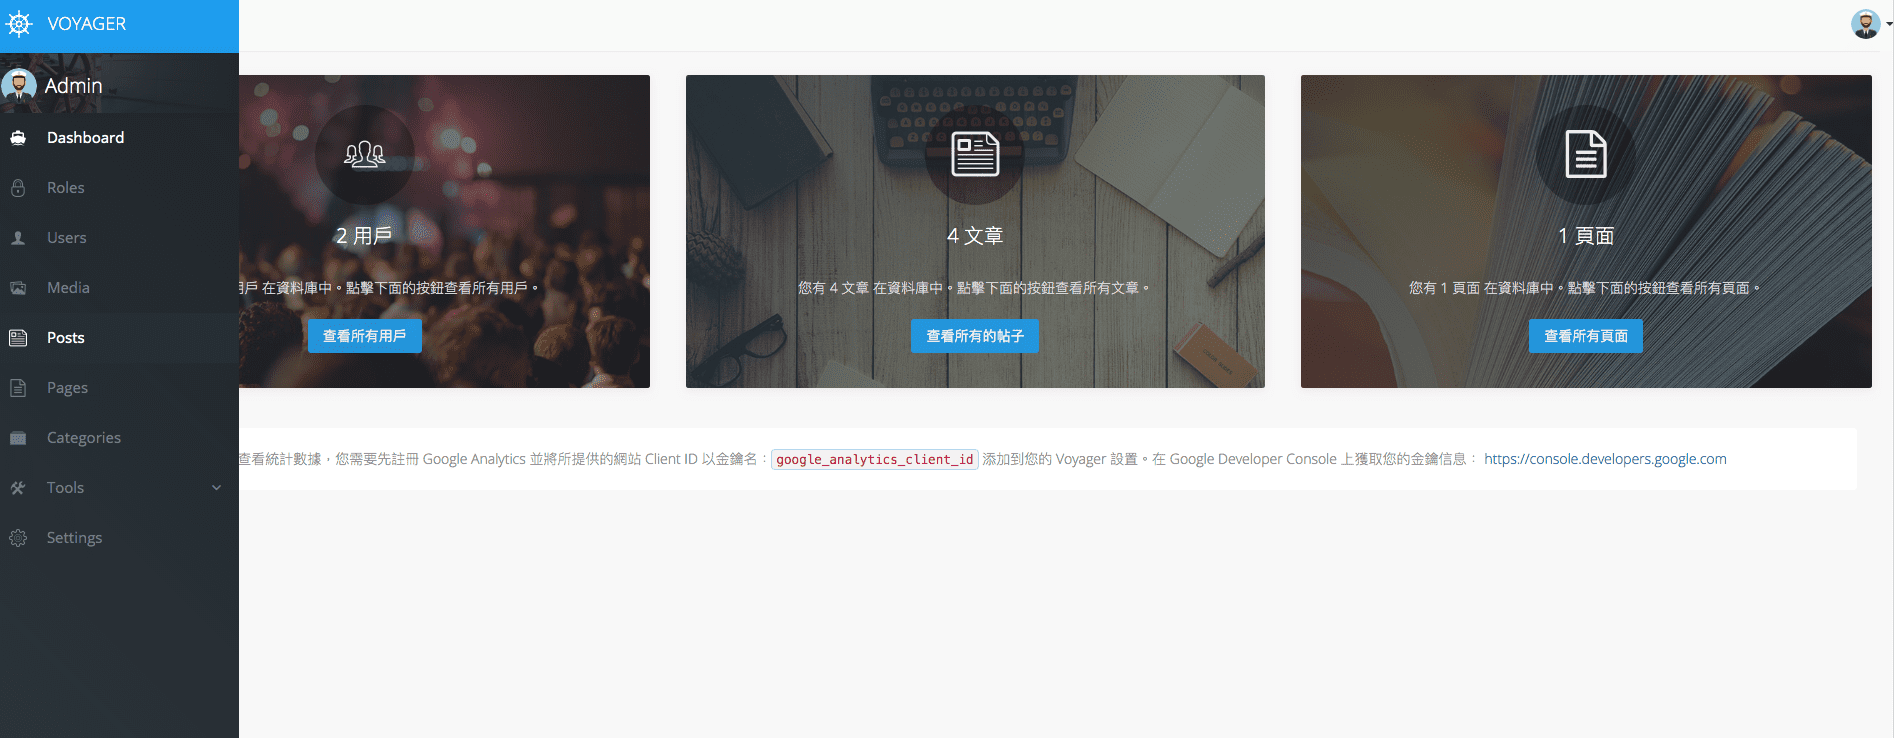 VOYAGER
Admin
Dashboard
Roles
Users
Media
Posts
Pages
Categories
Tools
Settings
2 用戶
用戶 在資料庫中。點擊下面的按鈕查看所有用戶。
查看所有用戶
4 文章
您有 4 文章 在資料庫中。點擊下面的按鈕查看所有文章。
查看所有的帖子
1 頁面
您有 1 頁面 在資料庫中。點擊下面的按鈕查看所有頁面。
查看所有頁面
查看統計數據，您需要先註冊 Google Analytics 並將所提供的網站 Client ID 以金鑰名：google_analytics_client_id 添加到您的 Voyager 設置。在 Google Developer Console 上獲取您的金鑰信息： https://console.developers.google.com